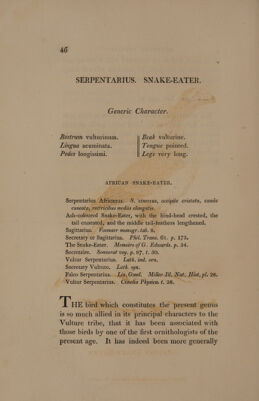 46
SERPENTARIUS. SNAKE-EATER.
Generic Character.
Rostrum vulturinum.
Lingua acuminata.
Pedes longissimi.
Beak vulturine.
Tongue pointed.
Legs very long.
AFRICAN SNAKE-EATER.
Serpentarius Africanus. S. cinereus, occipite cristato, cauda
cuneata, rectricibus mediis elongatis.
Ash-coloured Snake-Eater, with the hind-head crested, the
tail cuneated, and the middle tail-feathers lengthened.
Sagittarius. Vosmaer monogr. tab. 8.
Secretary or Sagittarius. Phil. Trans. 61. p. 175.
The Snake-Eater. Memoirs of G. Edwards. p. 34.
Secretaire. Sonnerat voy. p. 87. t. 50.
Vultur Serpentarius. Lath. ind. orn.
Secretary Vulture. Lath. syn.
Falco Serpentarius. Lin. Gmel. Miller Ill. Nat. Hist. pl. 28.
Vultur Serpentarius. Cimelia Physica. t. 28.
THE bird which constitutes the present genus
is so much allied in its principal characters to the
Vulture tribe, that it has been associated with
those birds by one of the first ornithologists of the
present age. It has indeed been more generally